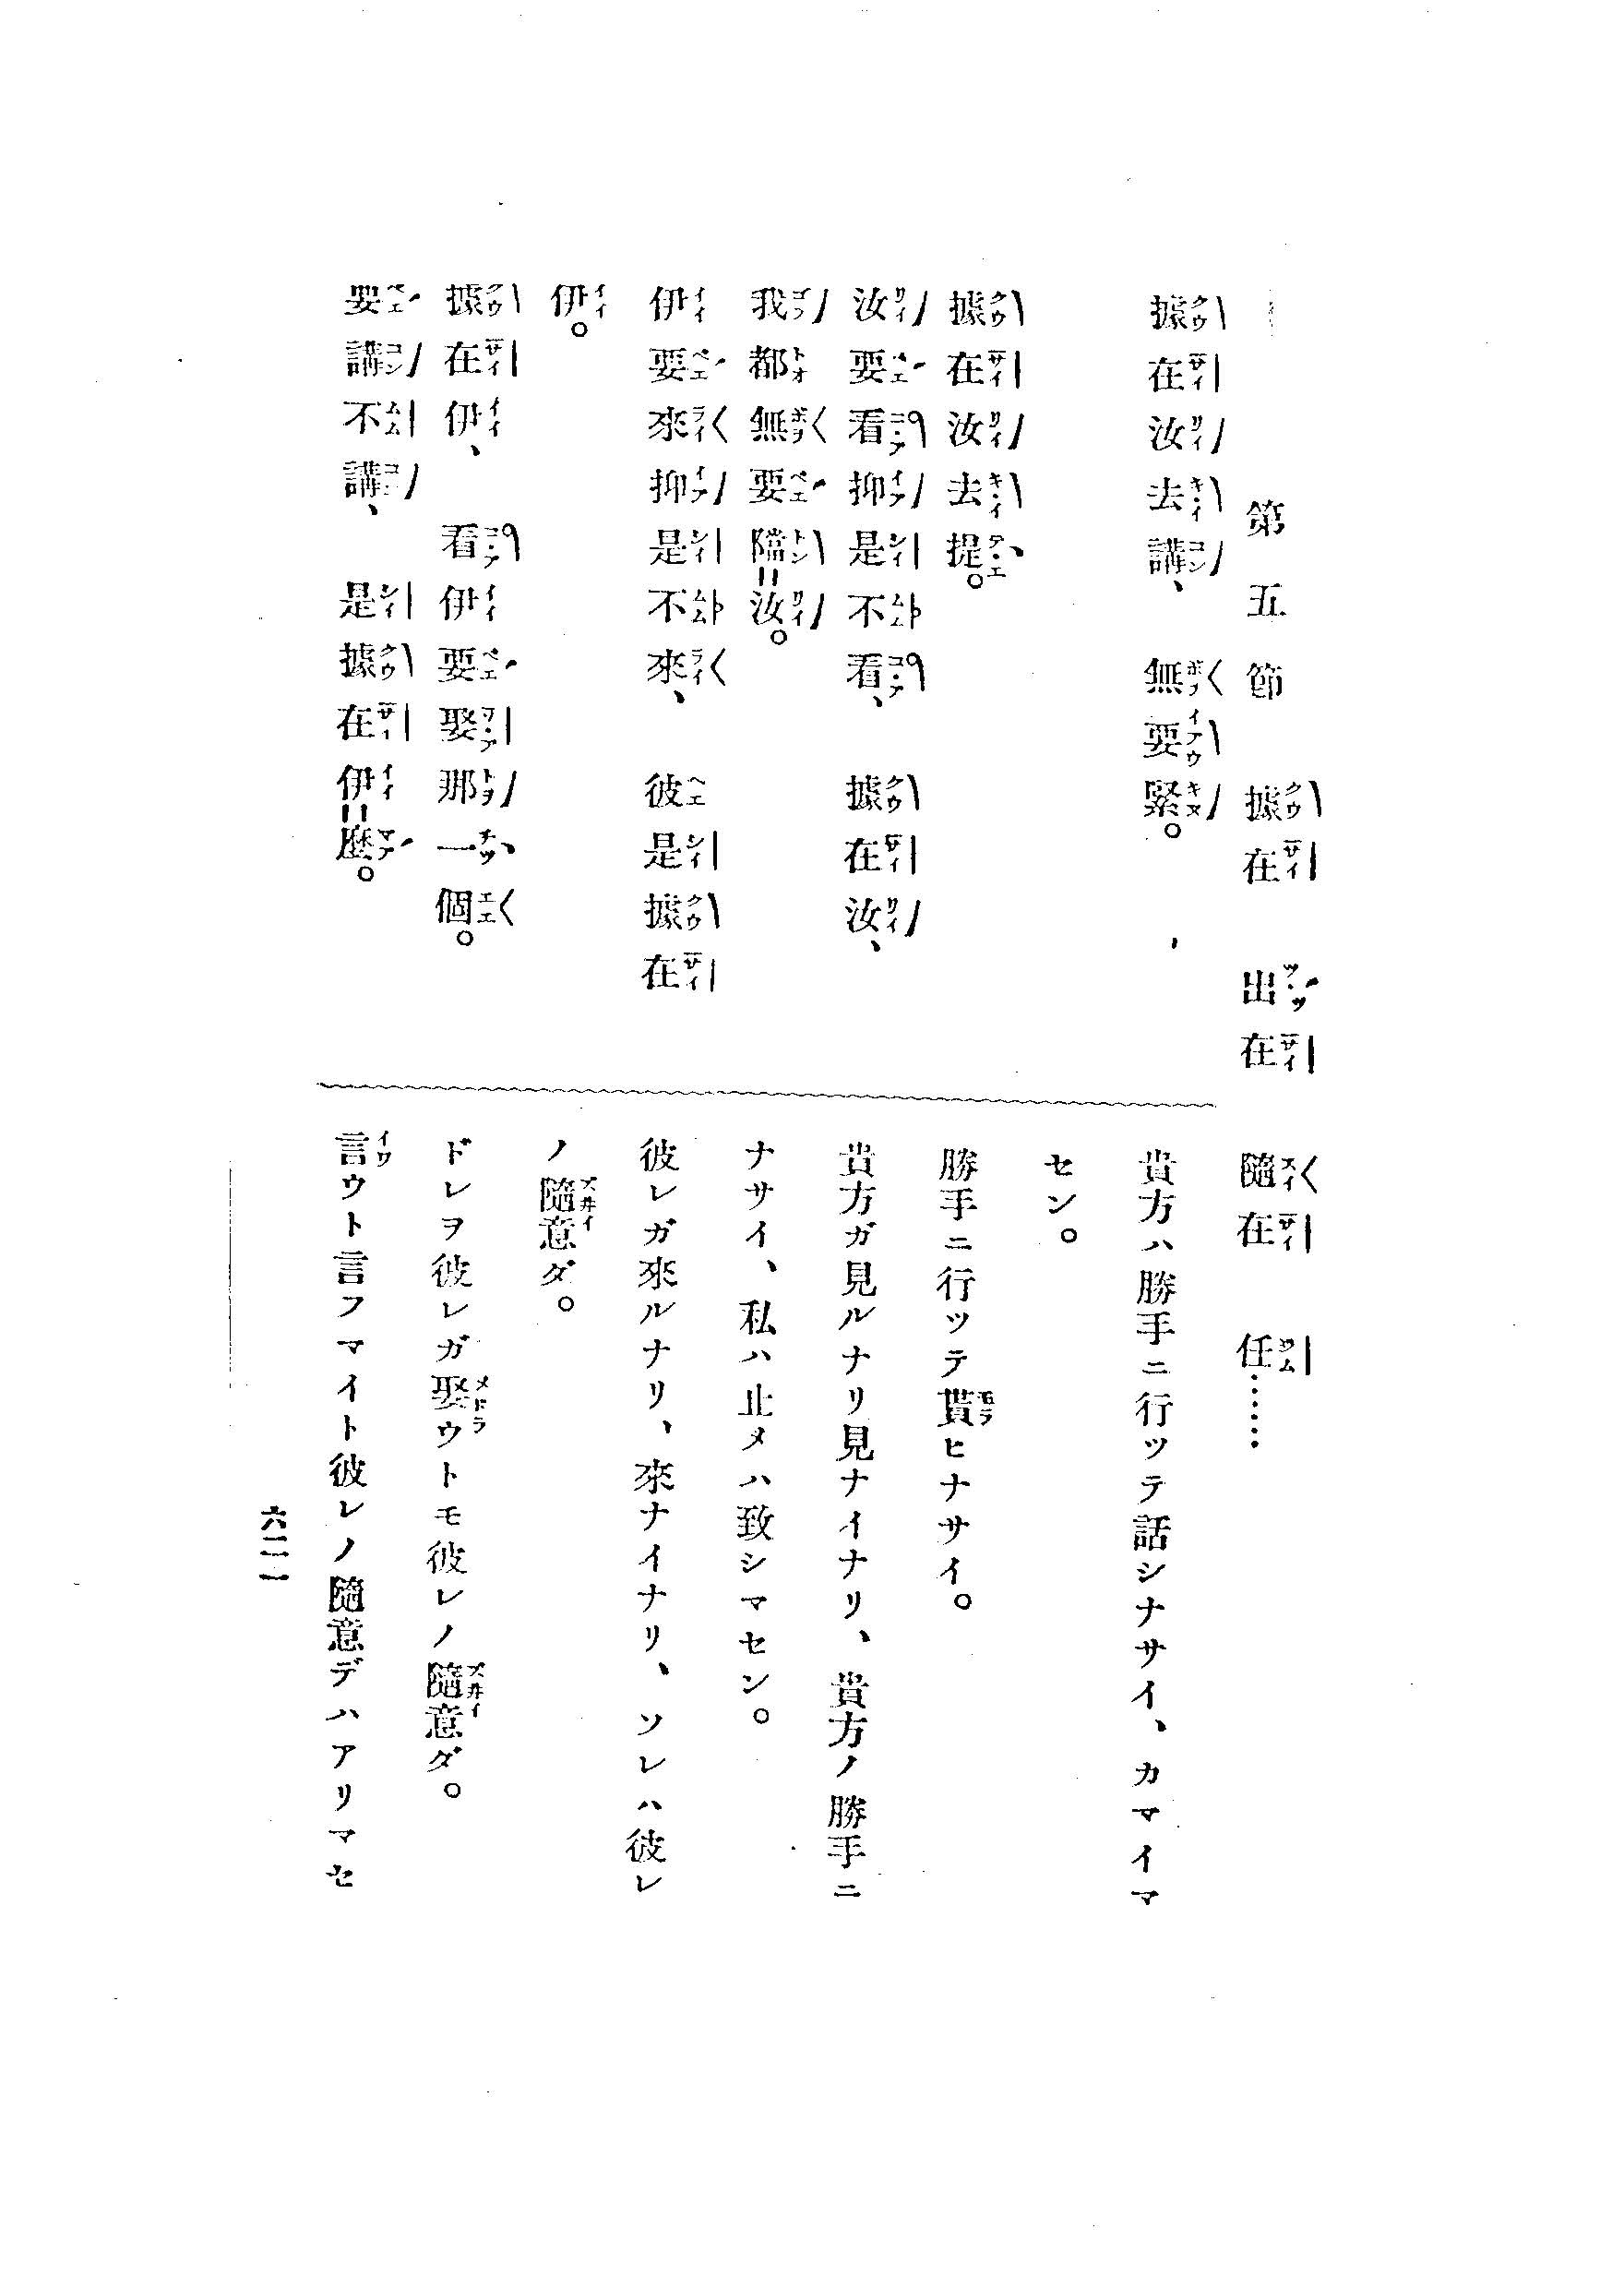 第五節　據在　出在　隨在　任……
據在汝去講、無要緊。
據在汝去提。
汝要看抑是不看、據在汝、
我都無要隌〓汝。
伊要來抑是不來、彼是據在
伊。
據在伊、看伊要娶那一個。
要講不講、是據在伊〓麽。
貴方ハ勝手ニ行ッテ話シナサイ、カマイマ
セン。
勝手ニ行ッテ貰ヒナサイ。
貴方ガ見ルナリ見ナイナリ、貴方ノ勝手ニ
ナサイ、私ハ止メハ致シマセン。
彼レガ來ルナリ、來ナイナリ、ソレハ彼レ
ノ隨意ダ。
ドレヲ彼レガ娶ウトモ彼レノ隨意ダ。
言ウト言フマイト彼レノ隨意デハアリマセ
六二一